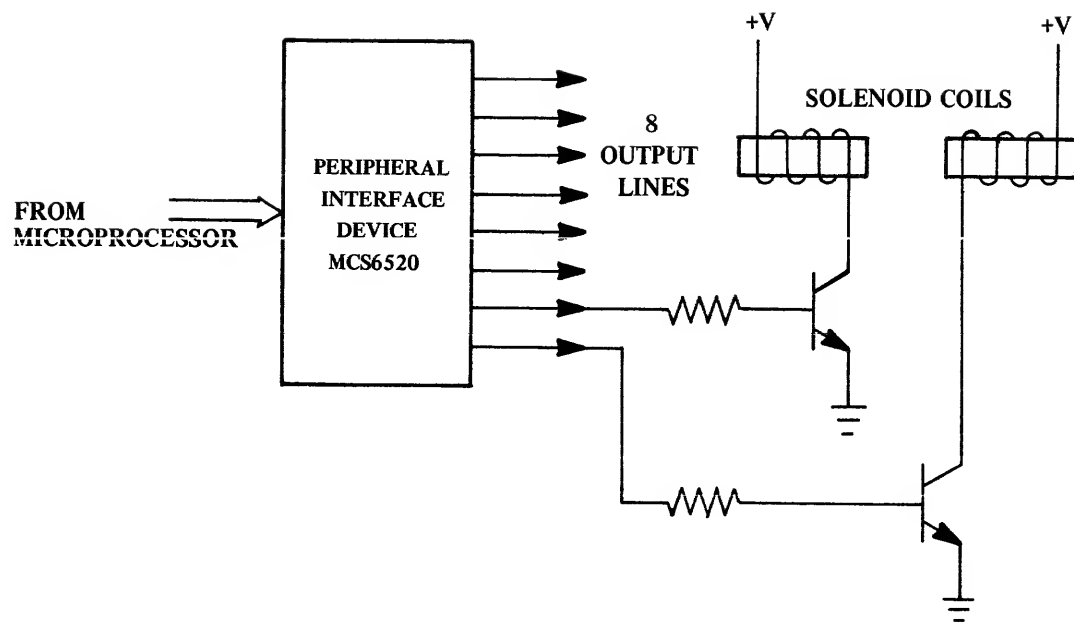 +V
+V
SOLENOID COILS
8
OUTPUT
LINES
PERIPHERAL
INTERFACE
DEVICE
MCS6520
FROM
MICROPROCESSOR